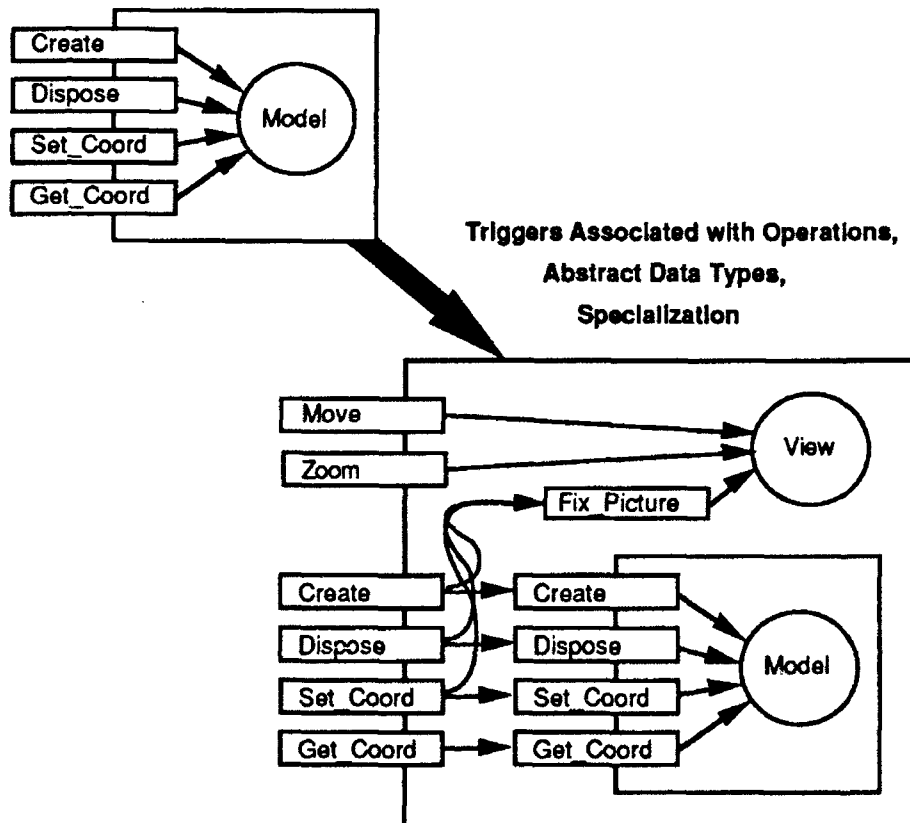 Create
Dispose
Model
Set_Coord
Get_Coord
Triggers Associated with Operations,
Abstract Data Types,
Specialization
Move
View
Zoom
Fix_Picture
Create
Create
Dispose
Dispose
Model
Set_Coord
Set_Coord
Get_Coord
Get_Coord